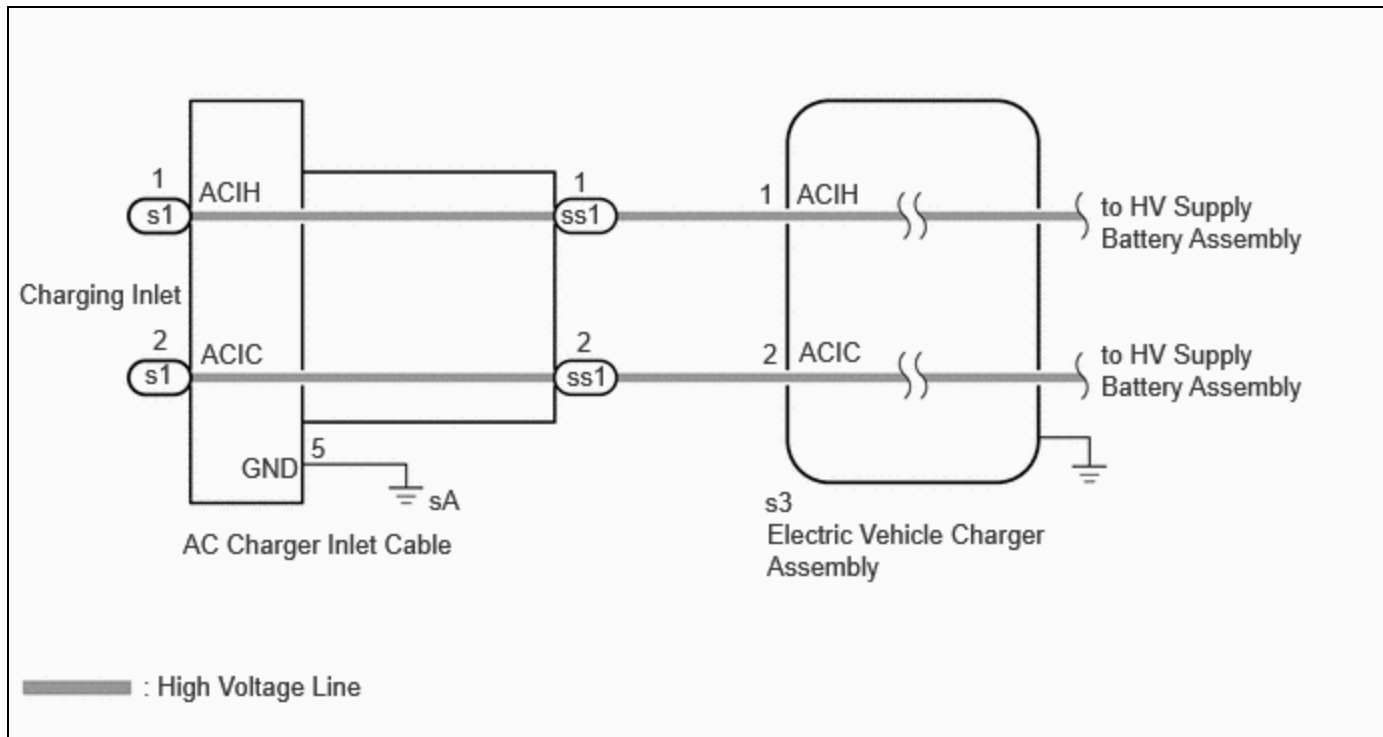 1
ACIH
s1
1
ss1
1 ACIH
to HV Supply
Battery Assembly
Charging Inlet
2
ACIC
s1
2
ss1
2 ACIC
to HV Supply
Battery Assembly
GND
5
sA
AC Charger Inlet Cable
s3
Electric Vehicle Charger
Assembly
: High Voltage Line